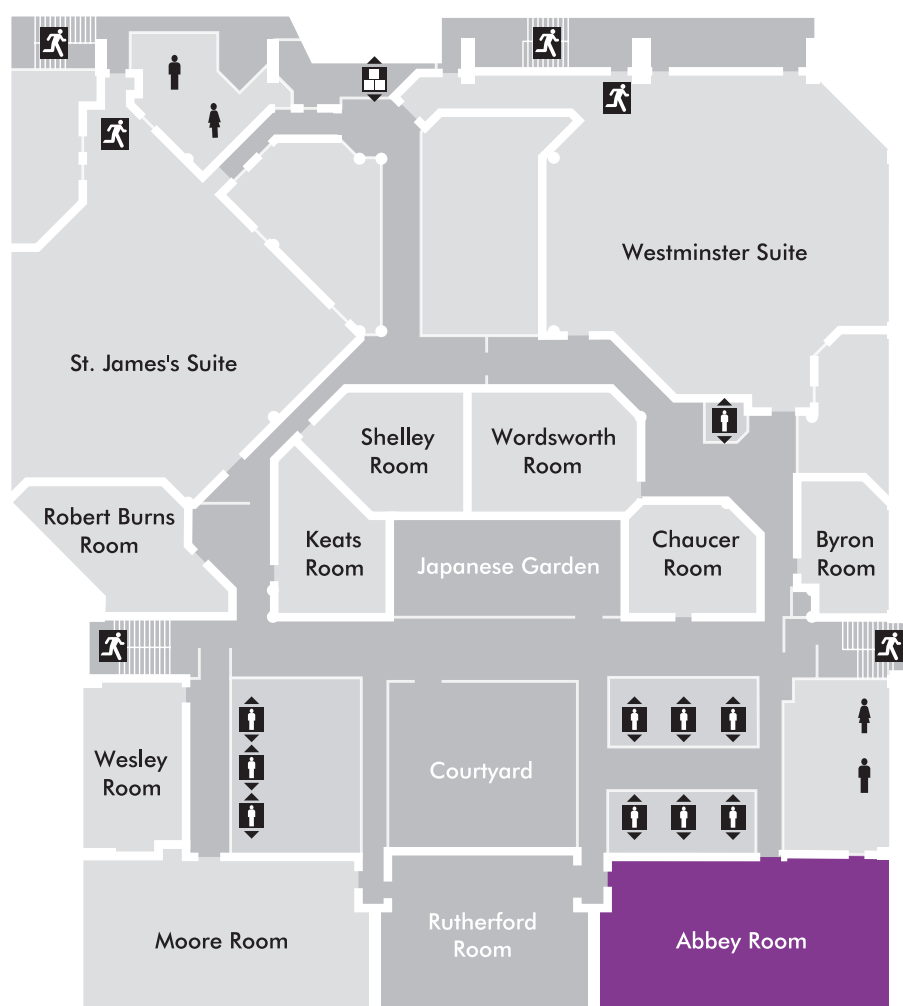 Westminster Suite
St. James's Suite
Shelley
Room
Wordsworth
Room
Robert Burns
Room
Keats
Room
Japanese Garden
Chaucer
Room
Byron
Room
Wesley
Room
Courtyard
Moore Room
Rutherford
Room
Abbey Room